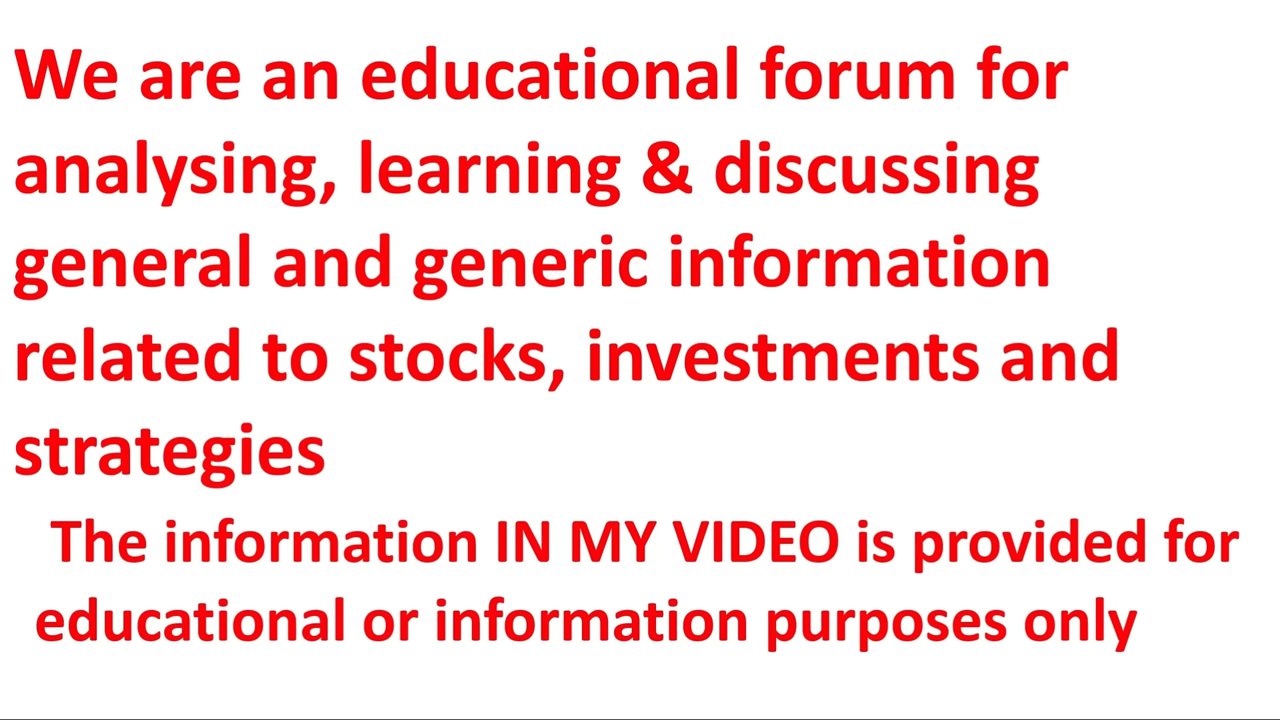 We are an educational forum for
analysing, learning & discussing
general and generic information
related to stocks, investments and
strategies
The information IN MY VIDEO is provided for
educational or information purposes only